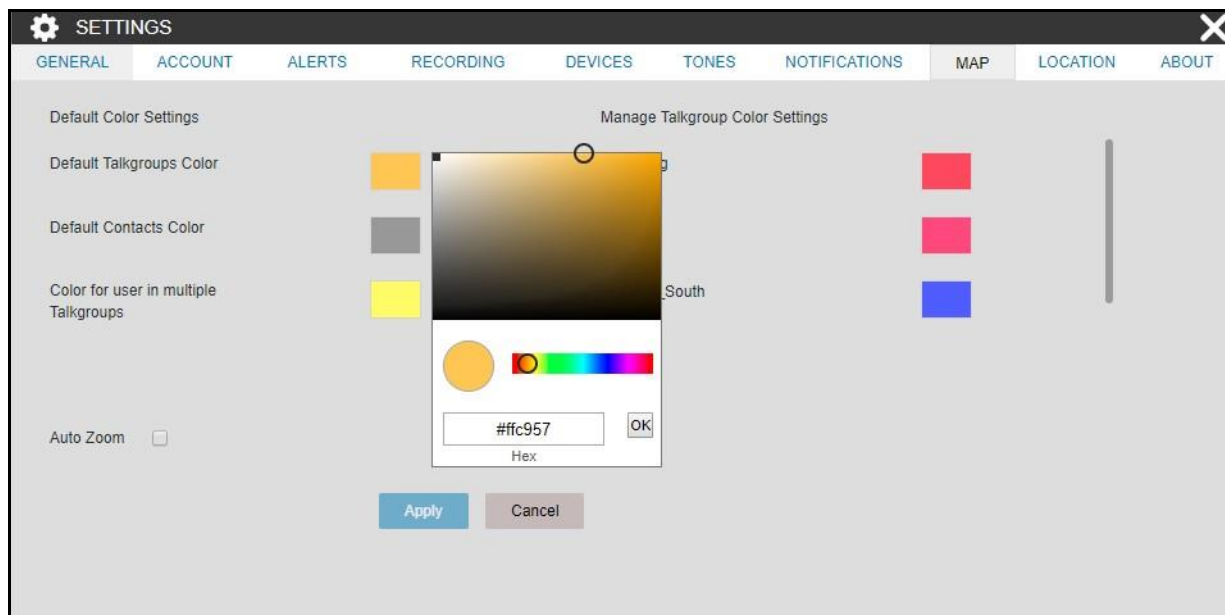 SETTINGS
GENERAL ACCOUNT ALERTS RECORDING DEVICES TONES NOTIFICATIONS MAP LOCATION ABOUT
Default Color Settings
Manage Talkgroup Color Settings
Default Talkgroups Color
Default Contacts Color
Color for user in multiple
Talkgroups
_South
#ffc957
OK
Hex
Auto Zoom
Apply
Cancel